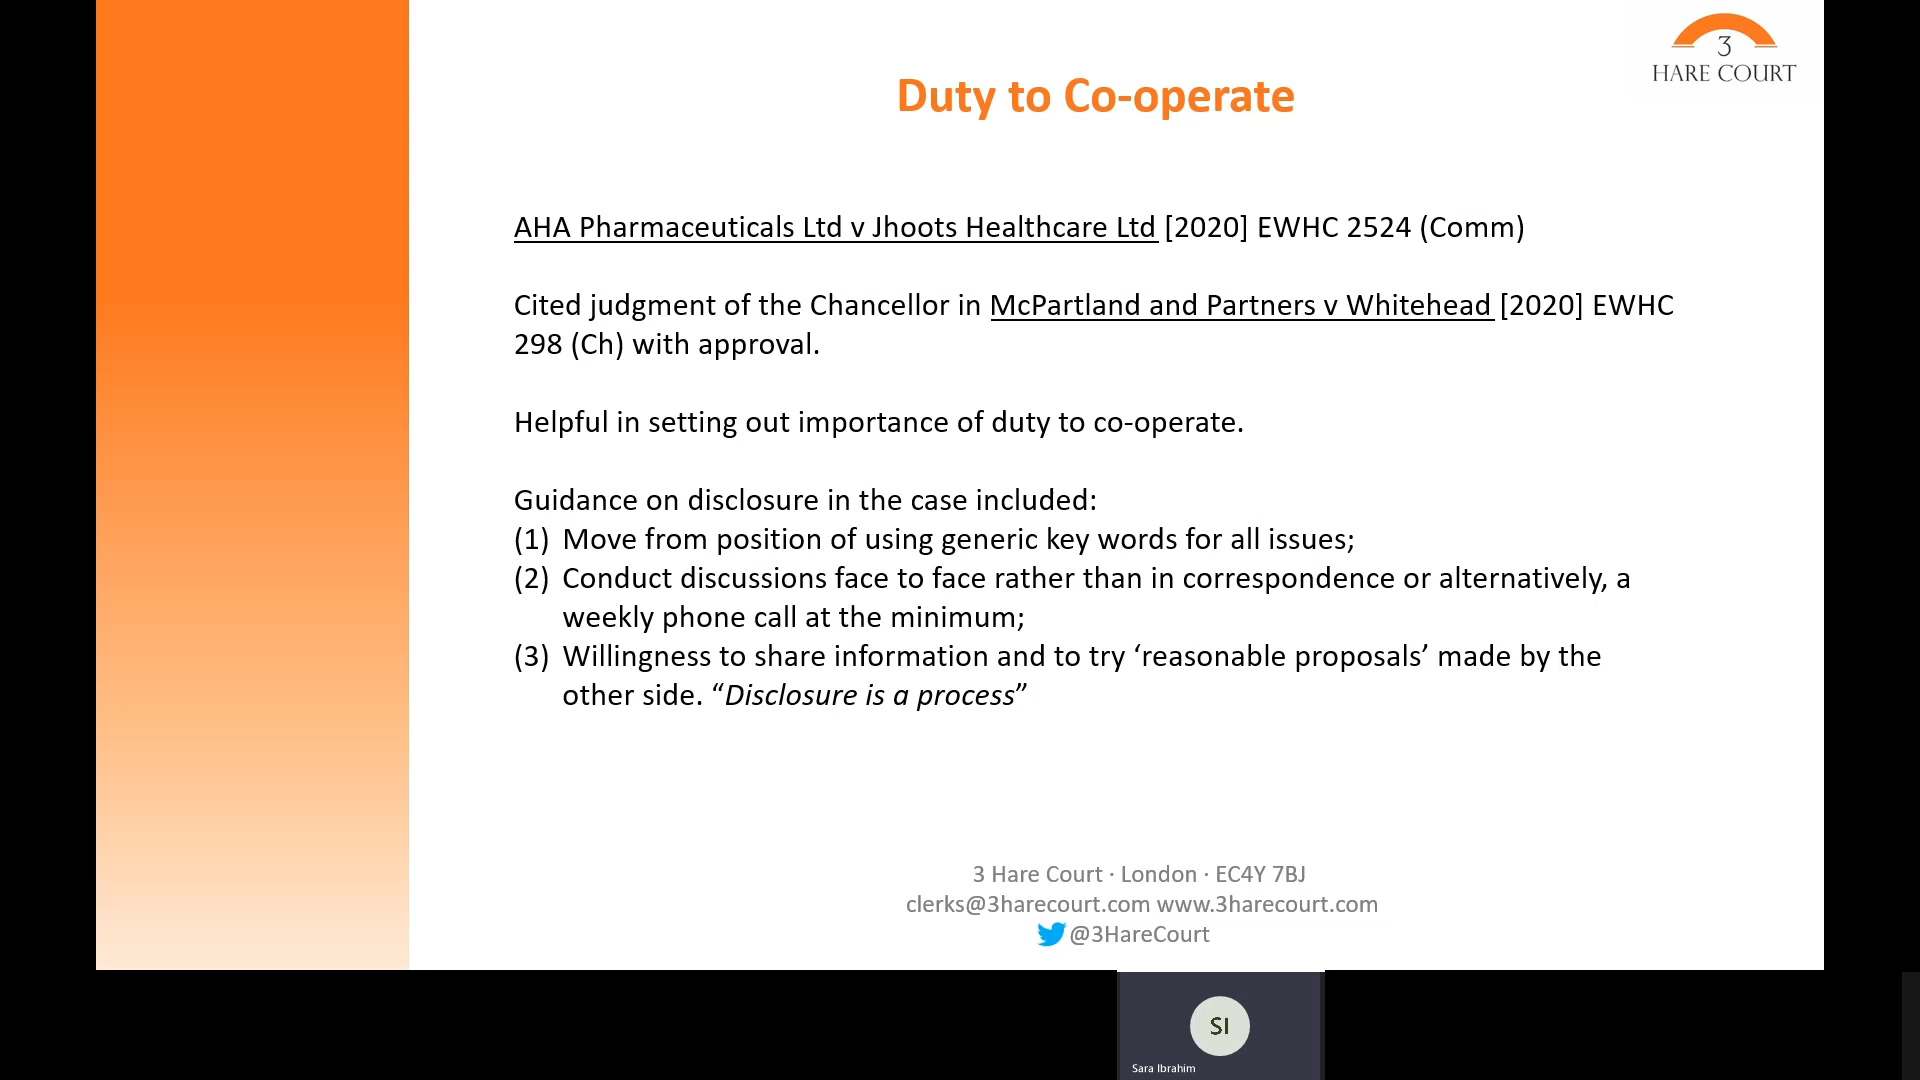 3
HARE COURT
Duty to Co-operate
AHA Pharmaceuticals Ltd v Jhoots Healthcare Ltd [2020] EWHC 2524 (Comm)
Cited judgment of the Chancellor in McPartland and Partners v Whitehead [2020] EWHC
298 (Ch) with approval.
Helpful in setting out importance of duty to co-operate.
Guidance on disclosure in the case included:
(1) Move from position of using generic key words for all issues;
(2) Conduct discussions face to face rather than in correspondence or alternatively, a
weekly phone call at the minimum;
(3) Willingness to share information and to try ‘reasonable proposals’ made by the
other side. “Disclosure is a process”
3 Hare Court · London · EC4Y 7BJ
clerks@3harecourt.com www.3harecourt.com
@3HareCourt
SI
Sara Ibrahim